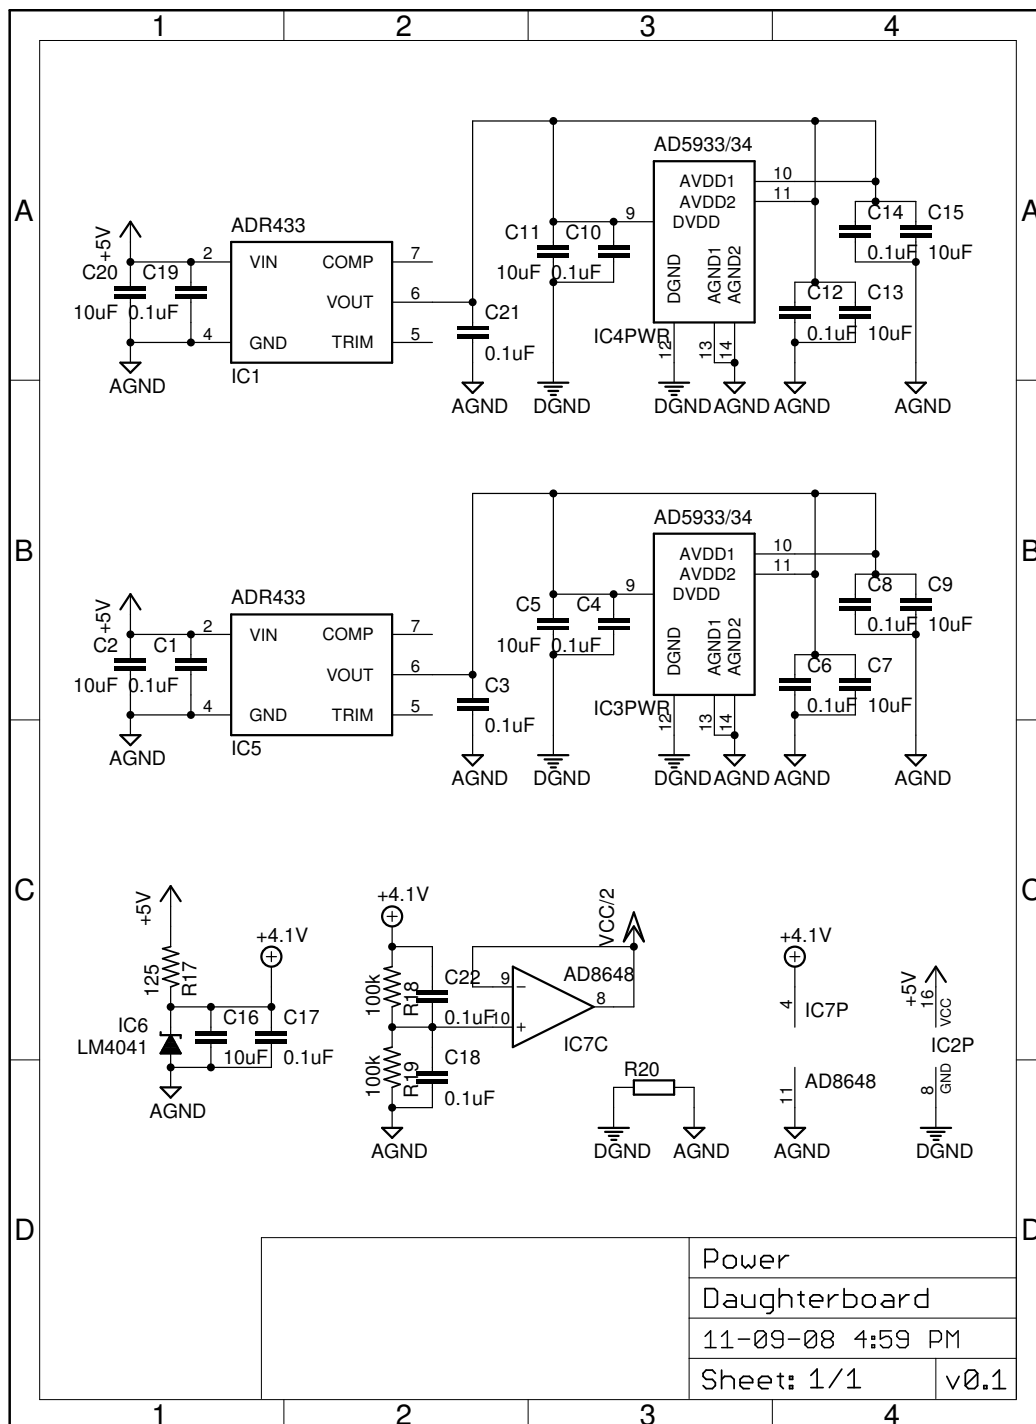 1 2 3 4
A A
AD5933/34
AVDD1 10
AVDD2 11
9 DVDD
DGND AGND1 AGND2
IC4PWR
12 13 14
C11 C10
10uF 0.1uF
C14 C15
0.1uF 10uF
C12 C13
0.1uF 10uF
+5V
ADR433
C20 C19
10uF 0.1uF
2 VIN COMP 7
VOUT 6
4 GND TRIM 5
IC1
C21
0.1uF
AGND AGND DGND DGND AGND AGND AGND
B B
AD5933/34
AVDD1 10
AVDD2 11
9 DVDD
DGND AGND1 AGND2
IC3PWR
12 13 14
C5 C4
10uF 0.1uF
C8 C9
0.1uF 10uF
C6 C7
0.1uF 10uF
+5V
ADR433
C2 C1
10uF 0.1uF
2 VIN COMP 7
VOUT 6
4 GND TRIM 5
IC5
C3
0.1uF
AGND AGND DGND DGND AGND AGND AGND
C C
+5V
125 R17
+4.1V
IC6
LM4041
C16 C17
10uF 0.1uF
AGND
+4.1V
100k R18
C22
0.1uF
100k R19
C18
0.1uF
AGND
VCC/2
AD8648
9 10 8
IC7C
R20
DGND AGND
+4.1V
4 IC7P
11 AD8648
AGND
+5V
16 VCC
IC2P
8 GND
DGND
D D
Power
Daughterboard
11-09-08 4:59 PM
Sheet: 1/1 v0.1
1 2 3 4